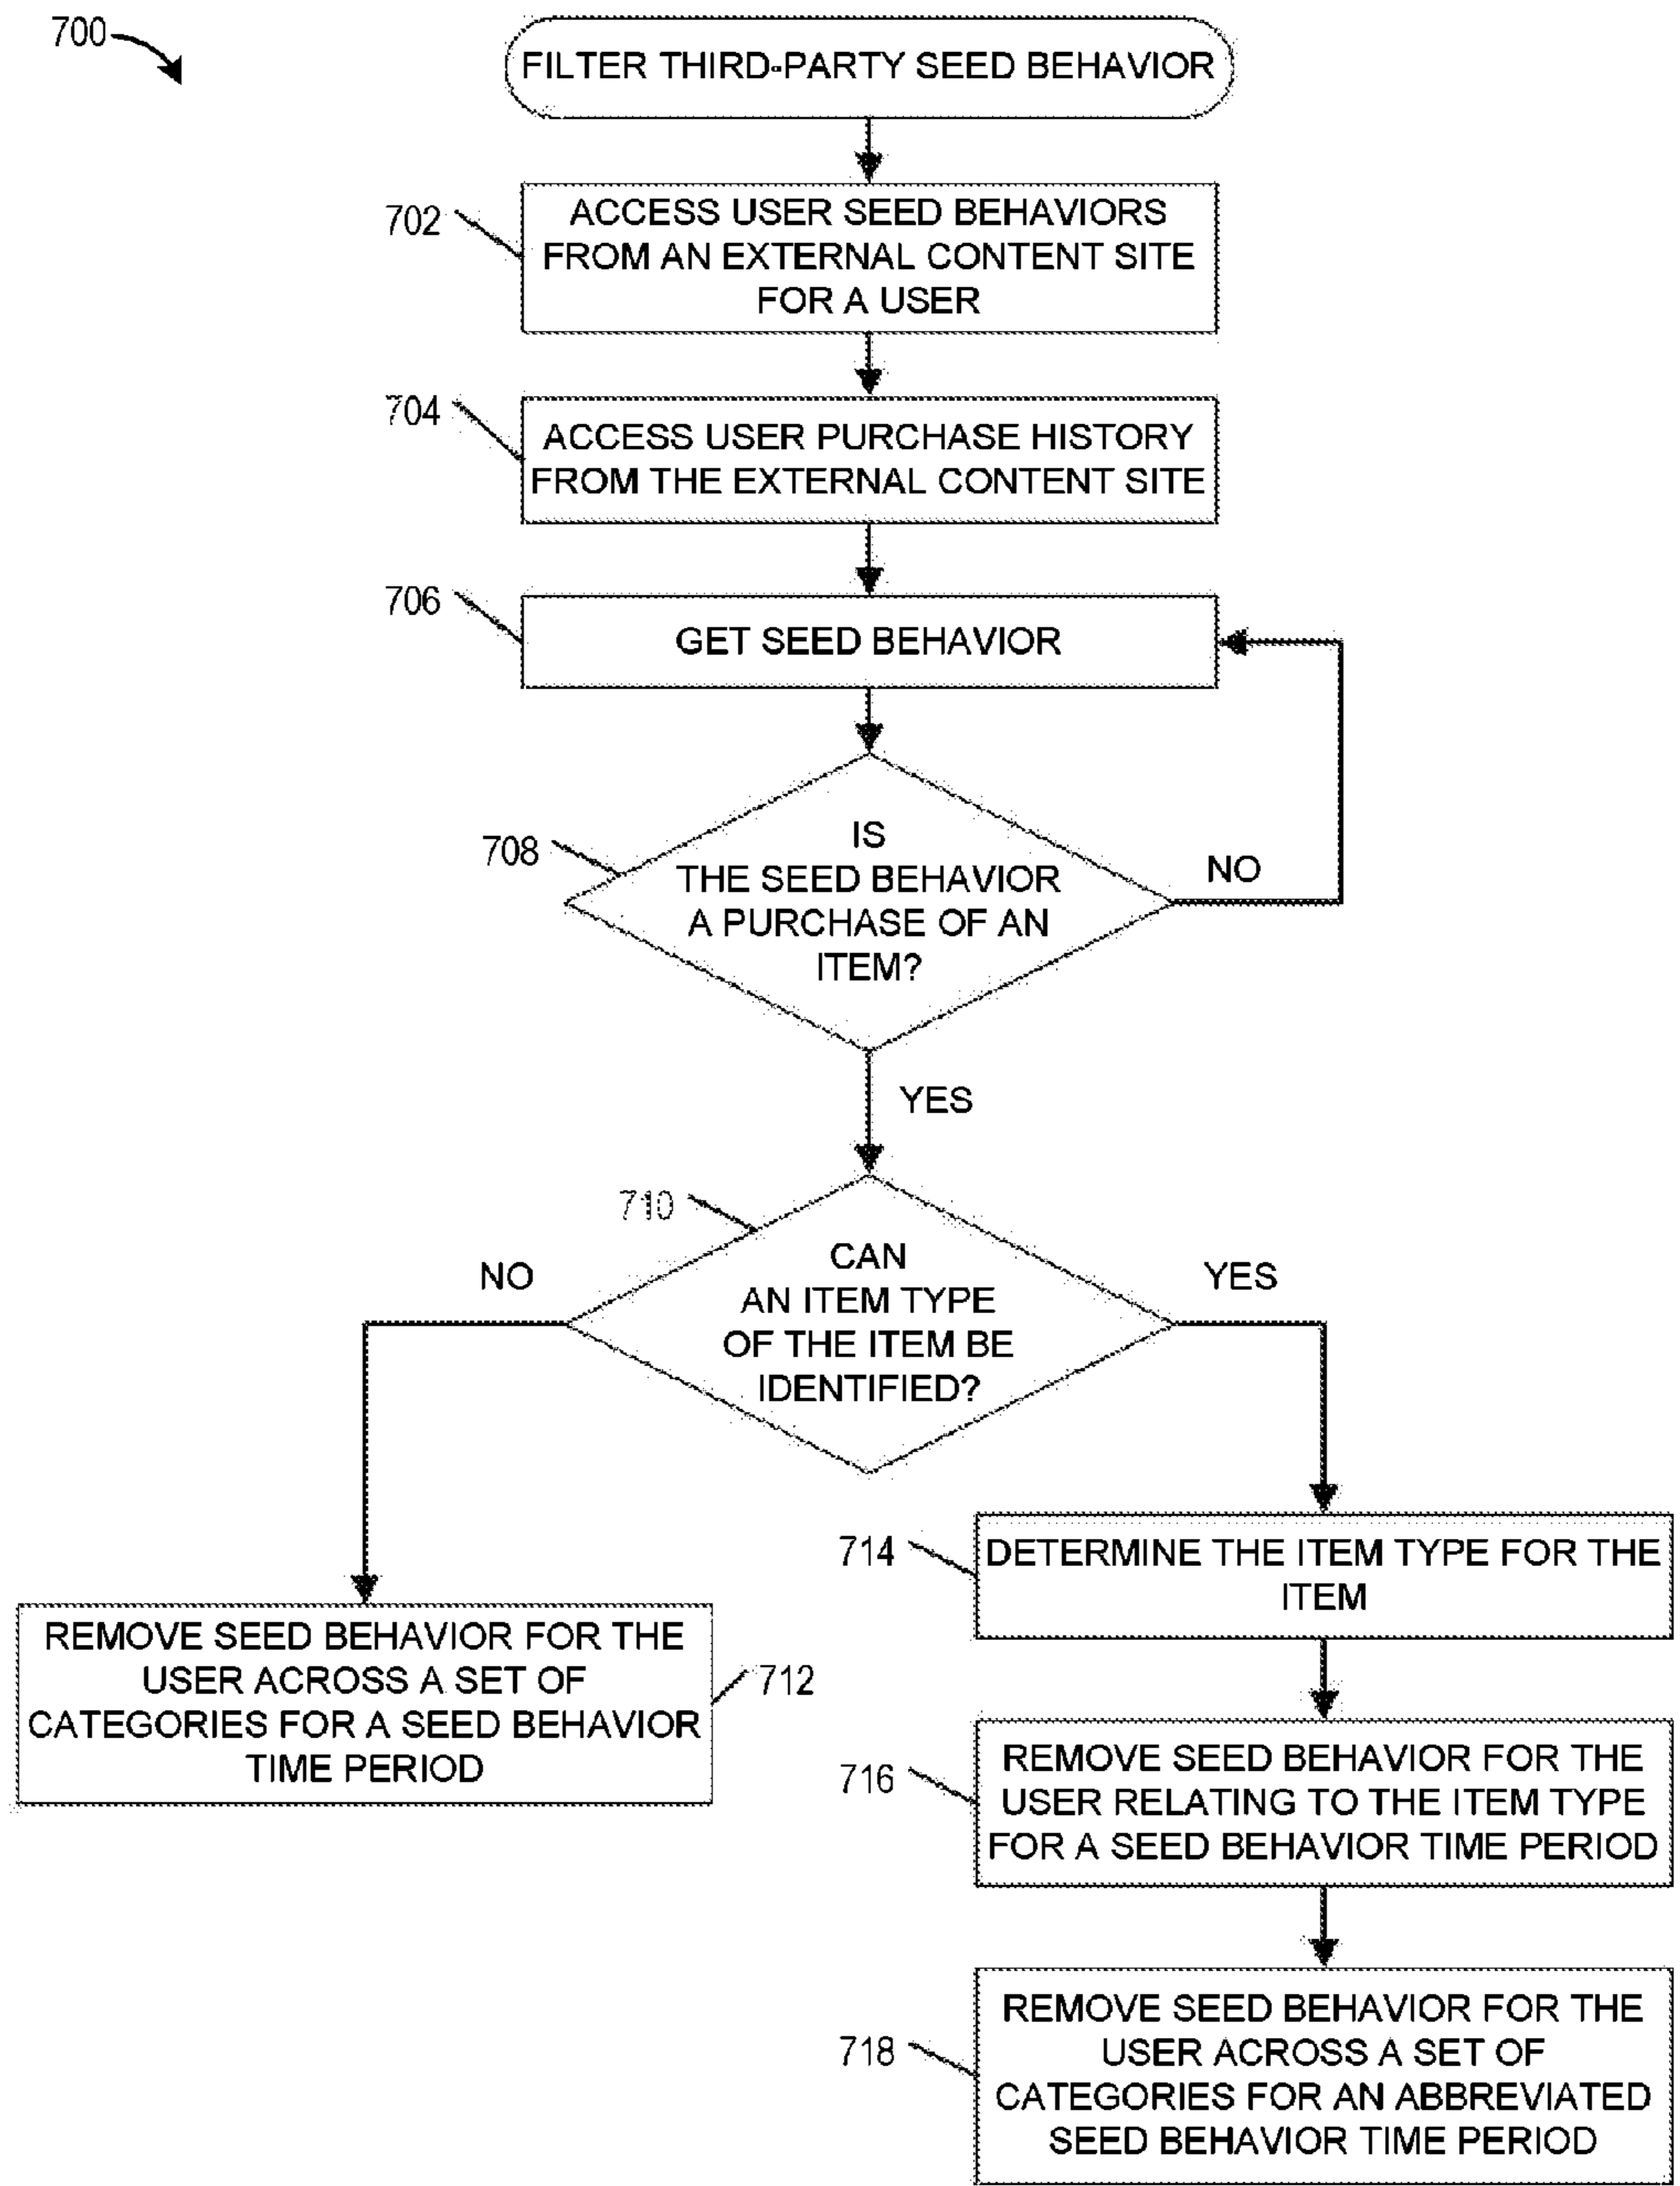 700
FILTER THIRD-PARTY SEED BEHAVIOR
702
ACCESS USER SEED BEHAVIORS
FROM AN EXTERNAL CONTENT SITE
FOR A USER
704
ACCESS USER PURCHASE HISTORY
FROM THE EXTERNAL CONTENT SITE
706
GET SEED BEHAVIOR
708
IS
THE SEED BEHAVIOR
A PURCHASE OF AN
ITEM?
NO
YES
710
CAN
AN ITEM TYPE
OF THE ITEM BE
IDENTIFIED?
NO
YES
REMOVE SEED BEHAVIOR FOR THE
USER ACROSS A SET OF
CATEGORIES FOR A SEED BEHAVIOR
TIME PERIOD
712
714
DETERMINE THE ITEM TYPE FOR THE
ITEM
716
REMOVE SEED BEHAVIOR FOR THE
USER RELATING TO THE ITEM TYPE
FOR A SEED BEHAVIOR TIME PERIOD
718
REMOVE SEED BEHAVIOR FOR THE
USER ACROSS A SET OF
CATEGORIES FOR AN ABBREVIATED
SEED BEHAVIOR TIME PERIOD